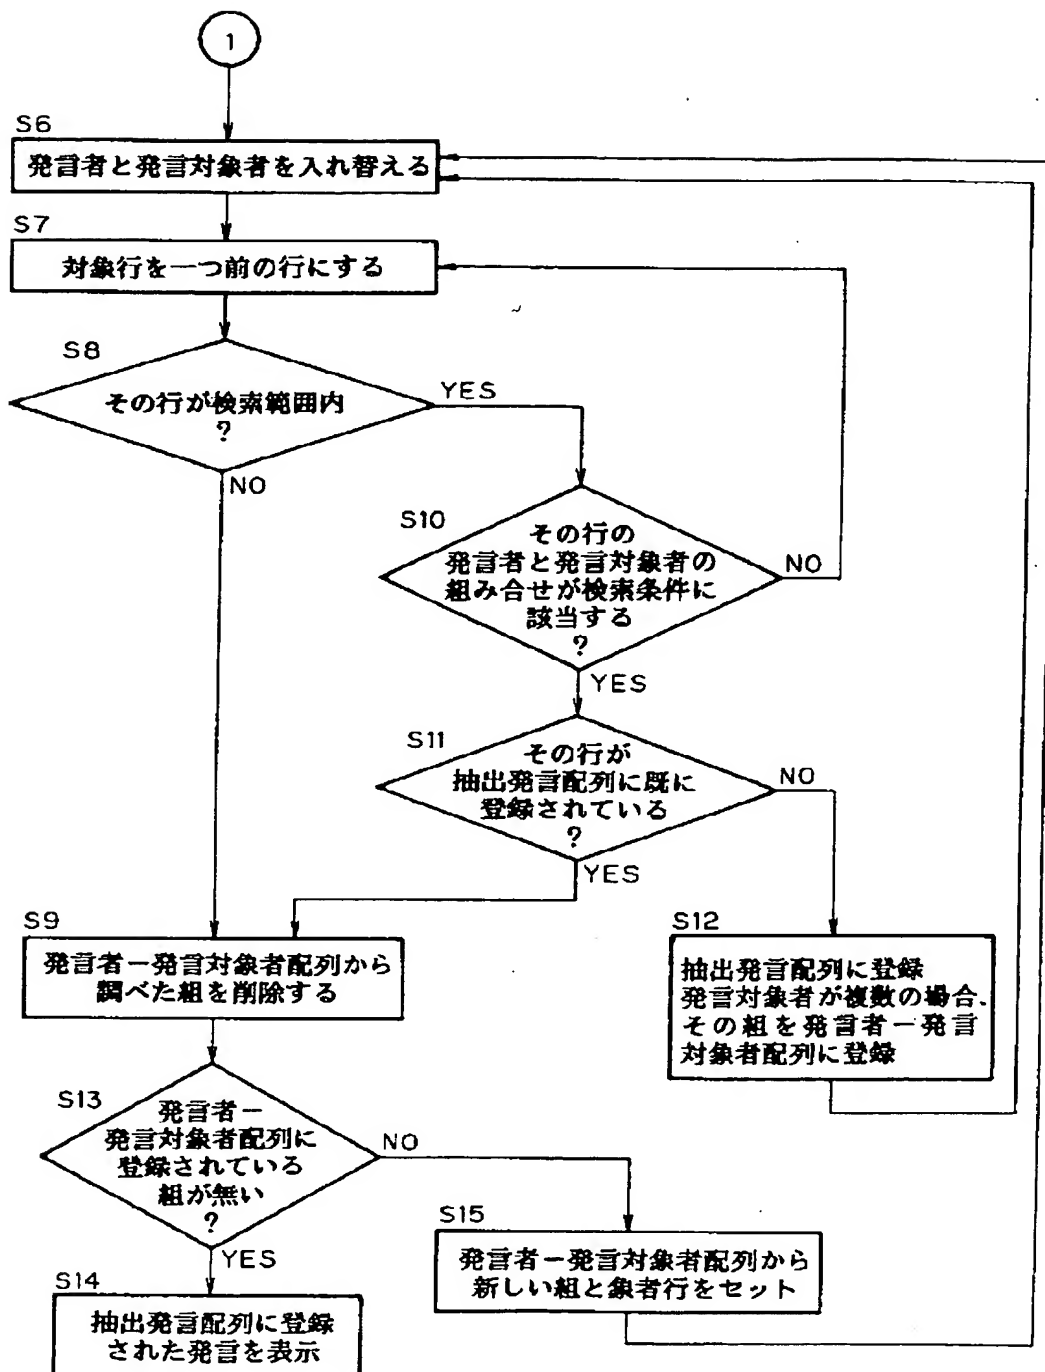 1
S6
発言者と発言対象者を入れ替える
S7
対象行を一つ前の行にする
S8
その行が検索範囲内
?
YES
NO
S10
その行の
発言者と発言対象者の
組み合せが検索条件に
該当する
?
NO
YES
S11
その行が
抽出発言配列に既に
登録されている
?
NO
YES
S9
発言者ー発言対象者配列から
調べた組を削除する
S12
抽出発言配列に登録
発言対象者が複数の場合、
その組を発言者ー発言
対象者配列に登録
S13
発言者ー
発言対象者配列に
登録されている
組が無い
?
NO
YES
S15
発言者ー発言対象者配列から
新しい組と象者行をセット
S14
抽出発言配列に登録
された発言を表示